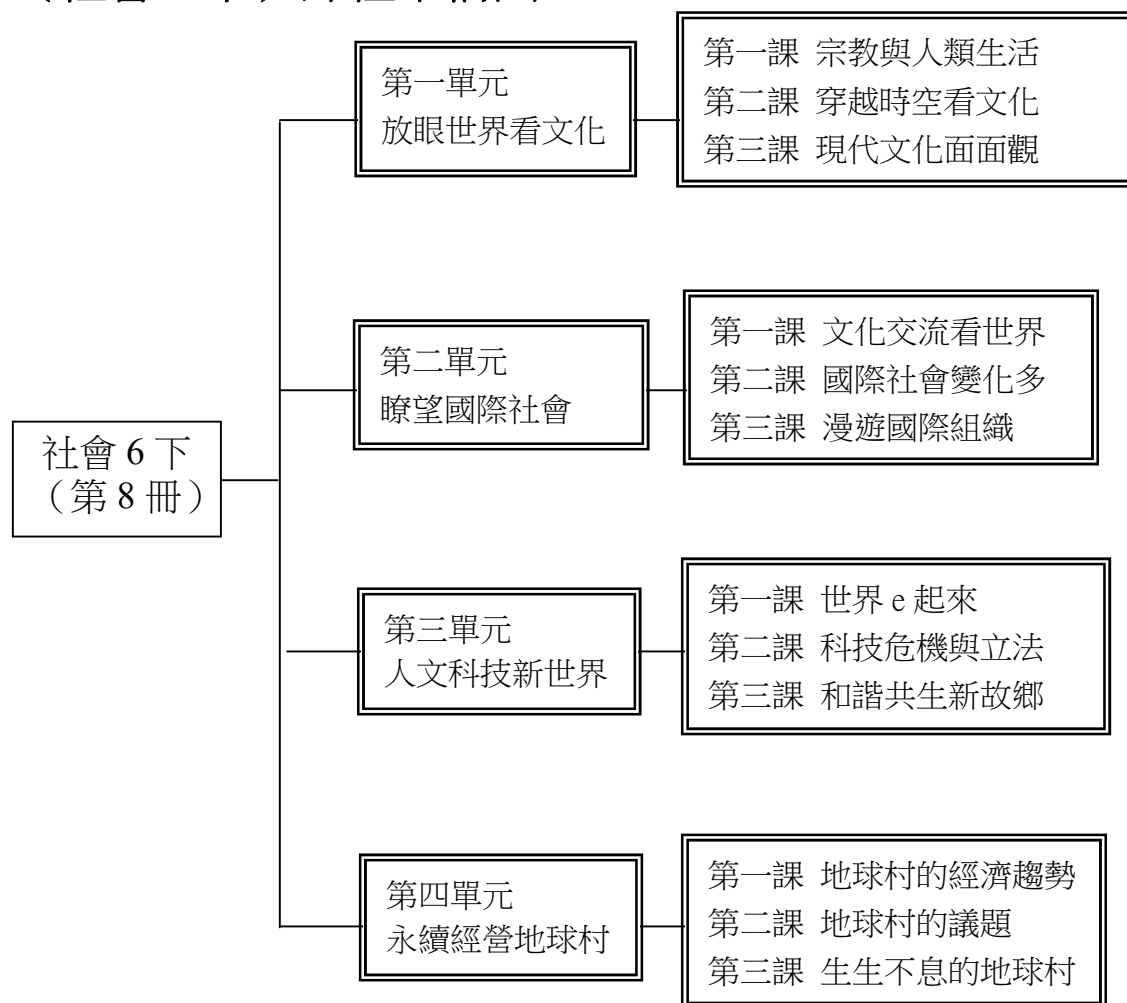 第一單元
放眼世界看文化
第一課 宗教與人類生活
第二課 穿越時空看文化
第三課 現代文化面面觀
第二單元
瞭望國際社會
第一課 文化交流看世界
第二課 國際社會變化多
第三課 漫遊國際組織
社會 6 下
（第 8 冊）
第三單元
人文科技新世界
第一課 世界 e 起來
第二課 科技危機與立法
第三課 和諧共生新故鄉
第四單元
永續經營地球村
第一課 地球村的經濟趨勢
第二課 地球村的議題
第三課 生生不息的地球村